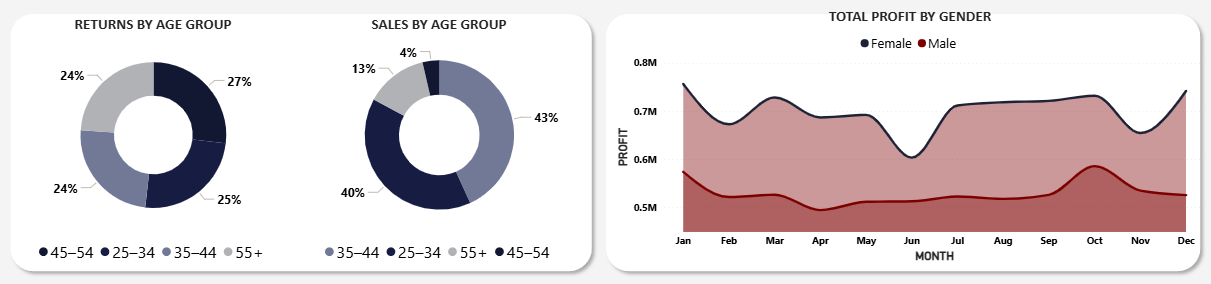 RETURNS BY AGE GROUP
24%
27%
24%
25%
45–54 25–34 35–44 55+
SALES BY AGE GROUP
4%
13%
43%
40%
35–44 25–34 55+ 45–54
TOTAL PROFIT BY GENDER
Female Male
0.8M
0.7M
0.6M
0.5M
PROFIT
Jan Feb Mar Apr May Jun Jul Aug Sep Oct Nov Dec
MONTH